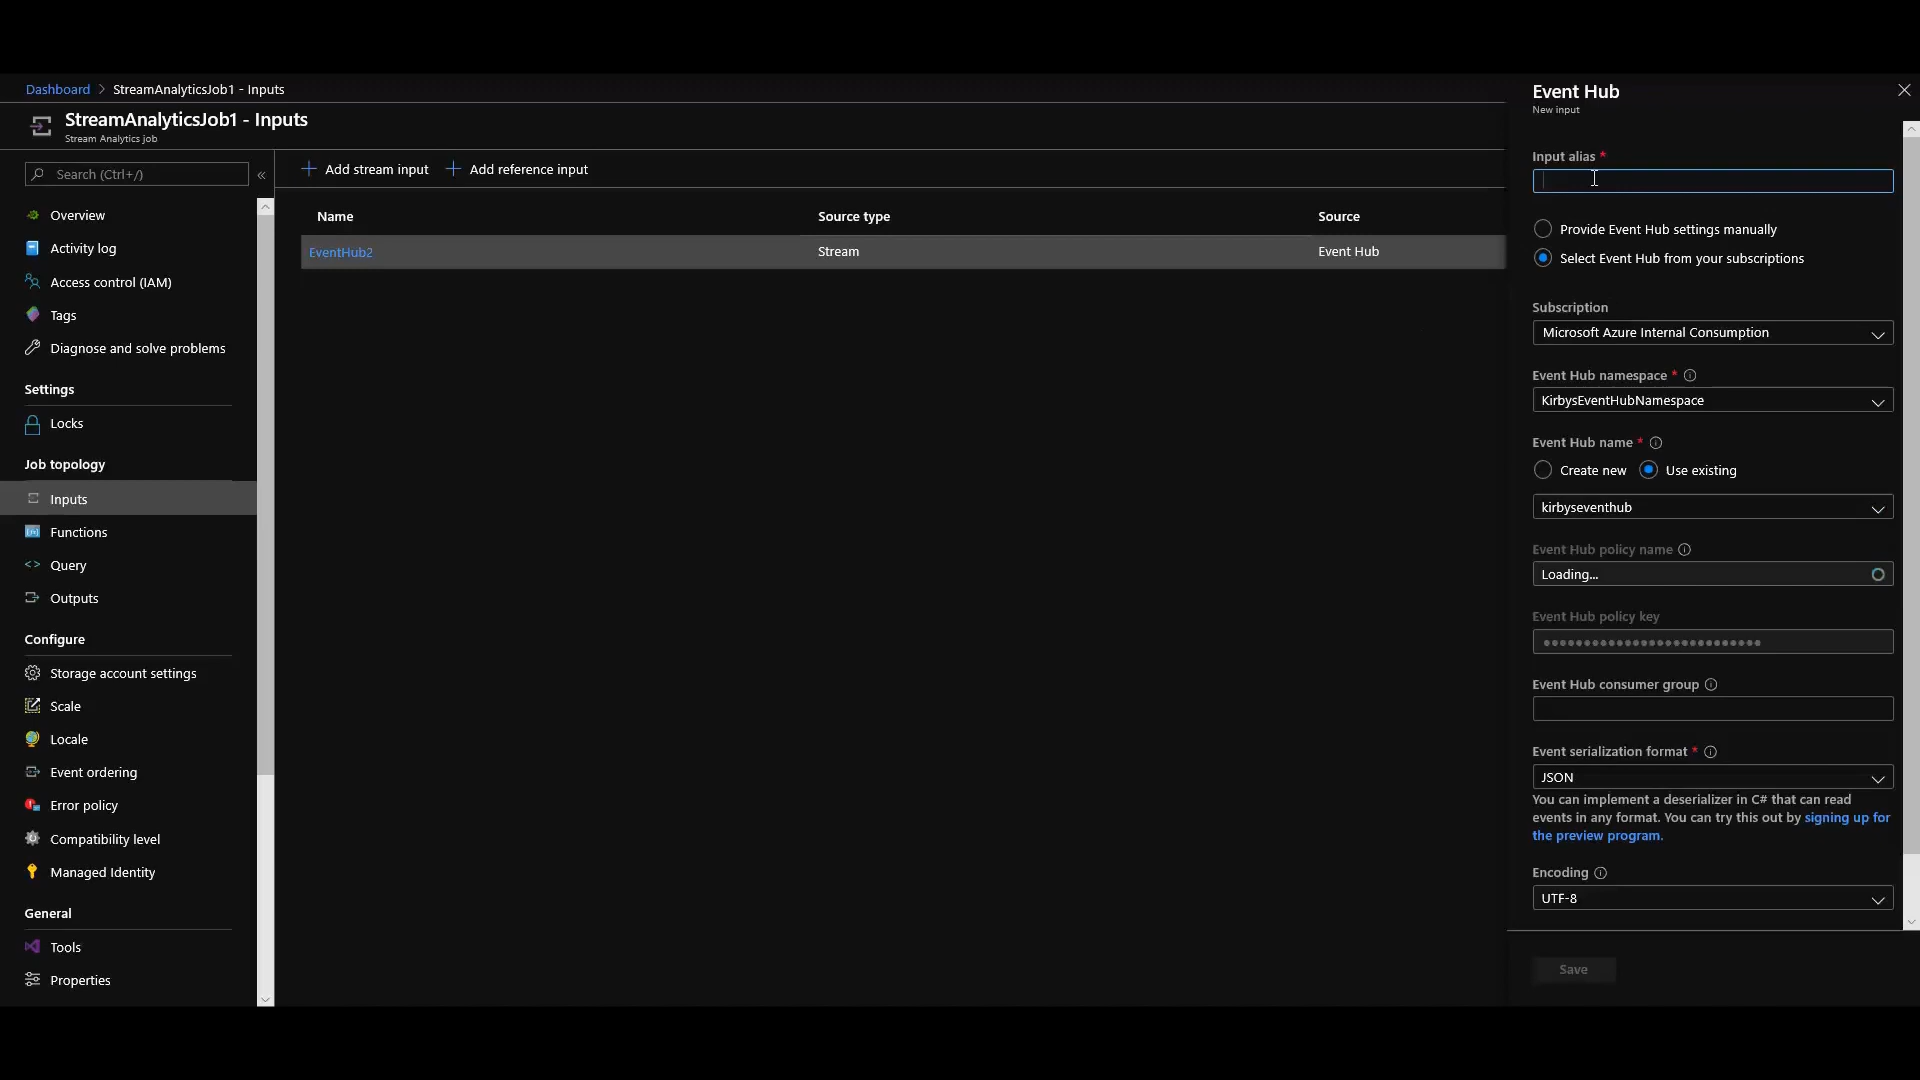 Dashboard > StreamAnalyticsJob1 - Inputs
StreamAnalyticsJob1 - Inputs
Stream Analytics job
Search (Ctrl+/)
«
Overview
Activity log
Access control (IAM)
Tags
Diagnose and solve problems
Settings
Locks
Job topology
Inputs
Functions
Query
Outputs
Configure
Storage account settings
Scale
Locale
Event ordering
Error policy
Compatibility level
Managed Identity
General
Tools
Properties
+ Add stream input + Add reference input
Name Source type Source
EventHub2 Stream Event Hub
Event Hub
New input
Input alias *
Provide Event Hub settings manually
Select Event Hub from your subscriptions
Subscription
Microsoft Azure Internal Consumption
Event Hub namespace *
KirbysEventHubNamespace
Event Hub name *
Create new Use existing
kirbyseventhub
Event Hub policy name
Loading...
Event Hub policy key
Event Hub consumer group
Event serialization format *
JSON
You can implement a deserializer in C# that can read
events in any format. You can try this out by signing up for
the preview program.
Encoding
UTF-8
Save